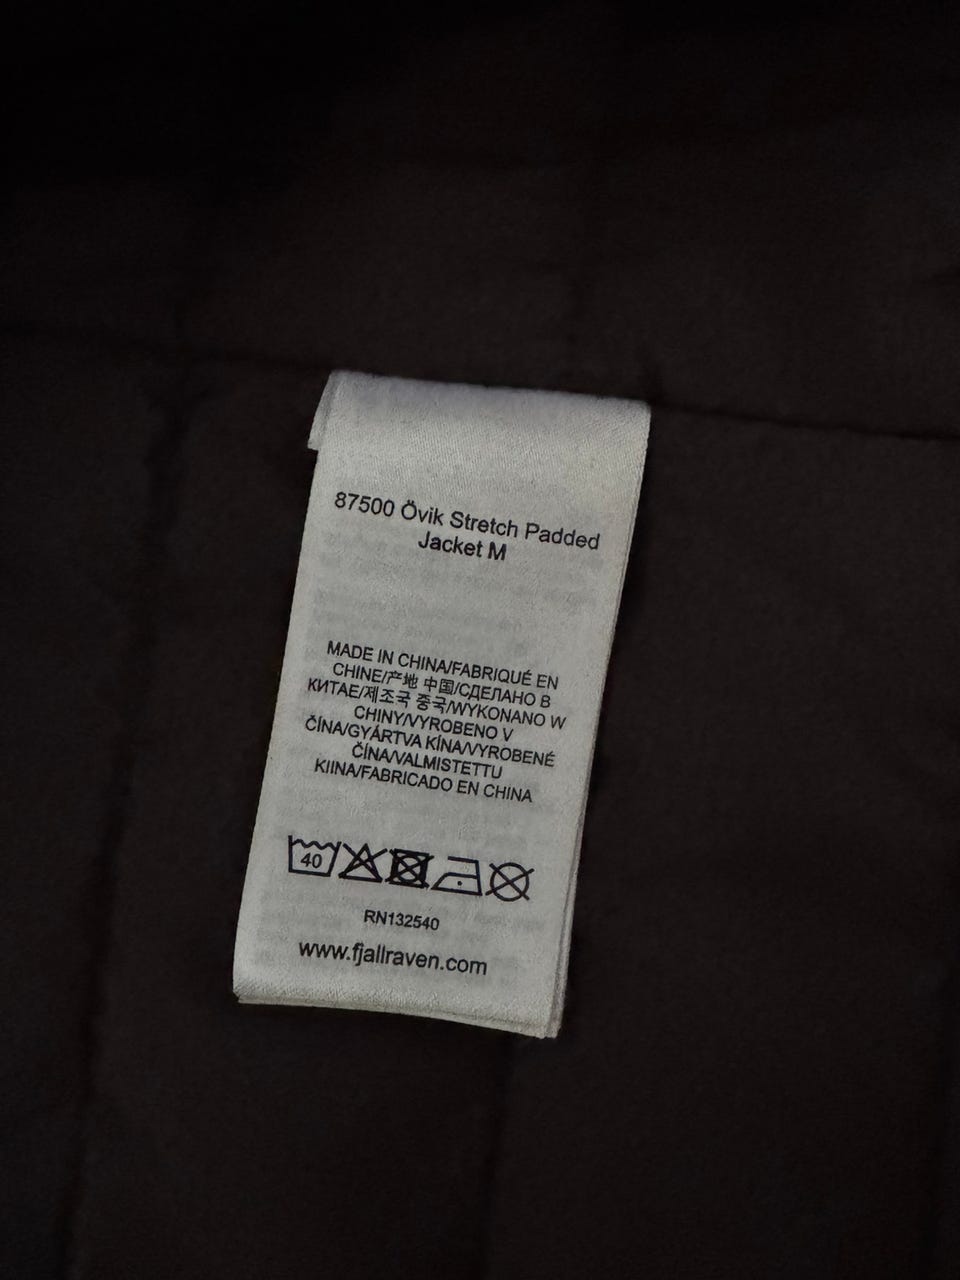 87500 Övik Stretch Padded
Jacket M
MADE IN CHINA/FABRIQUÉ EN
CHINE/产地 中国/СДЕЛАНО В
КИТАЕ/제조국 중국/WYKONANO W
CHINY/VYROBENO V
ČÍNA/GYÁRTVA KÍNA/VYROBENÉ
ČÍNA/VALMISTETTU
KIINA/FABRICADO EN CHINA
40
RN132540
www.fjallraven.com